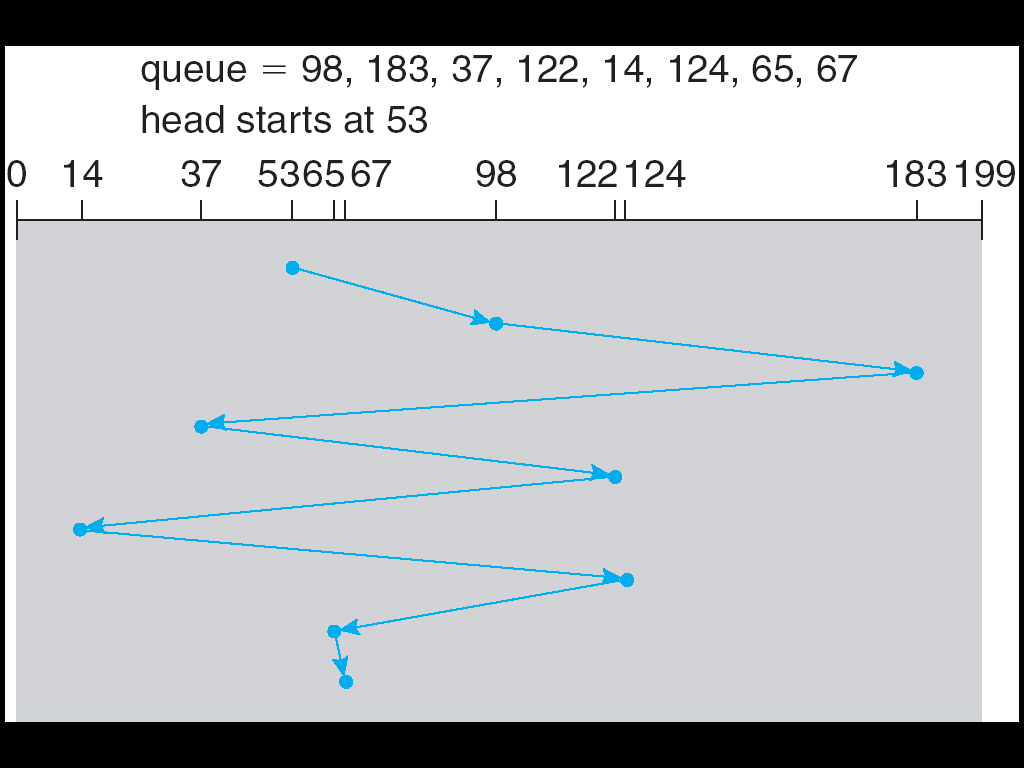 queue = 98, 183, 37, 122, 14, 124, 65, 67
head starts at 53
0 14 37 53 65 67 98 122 124 183 199